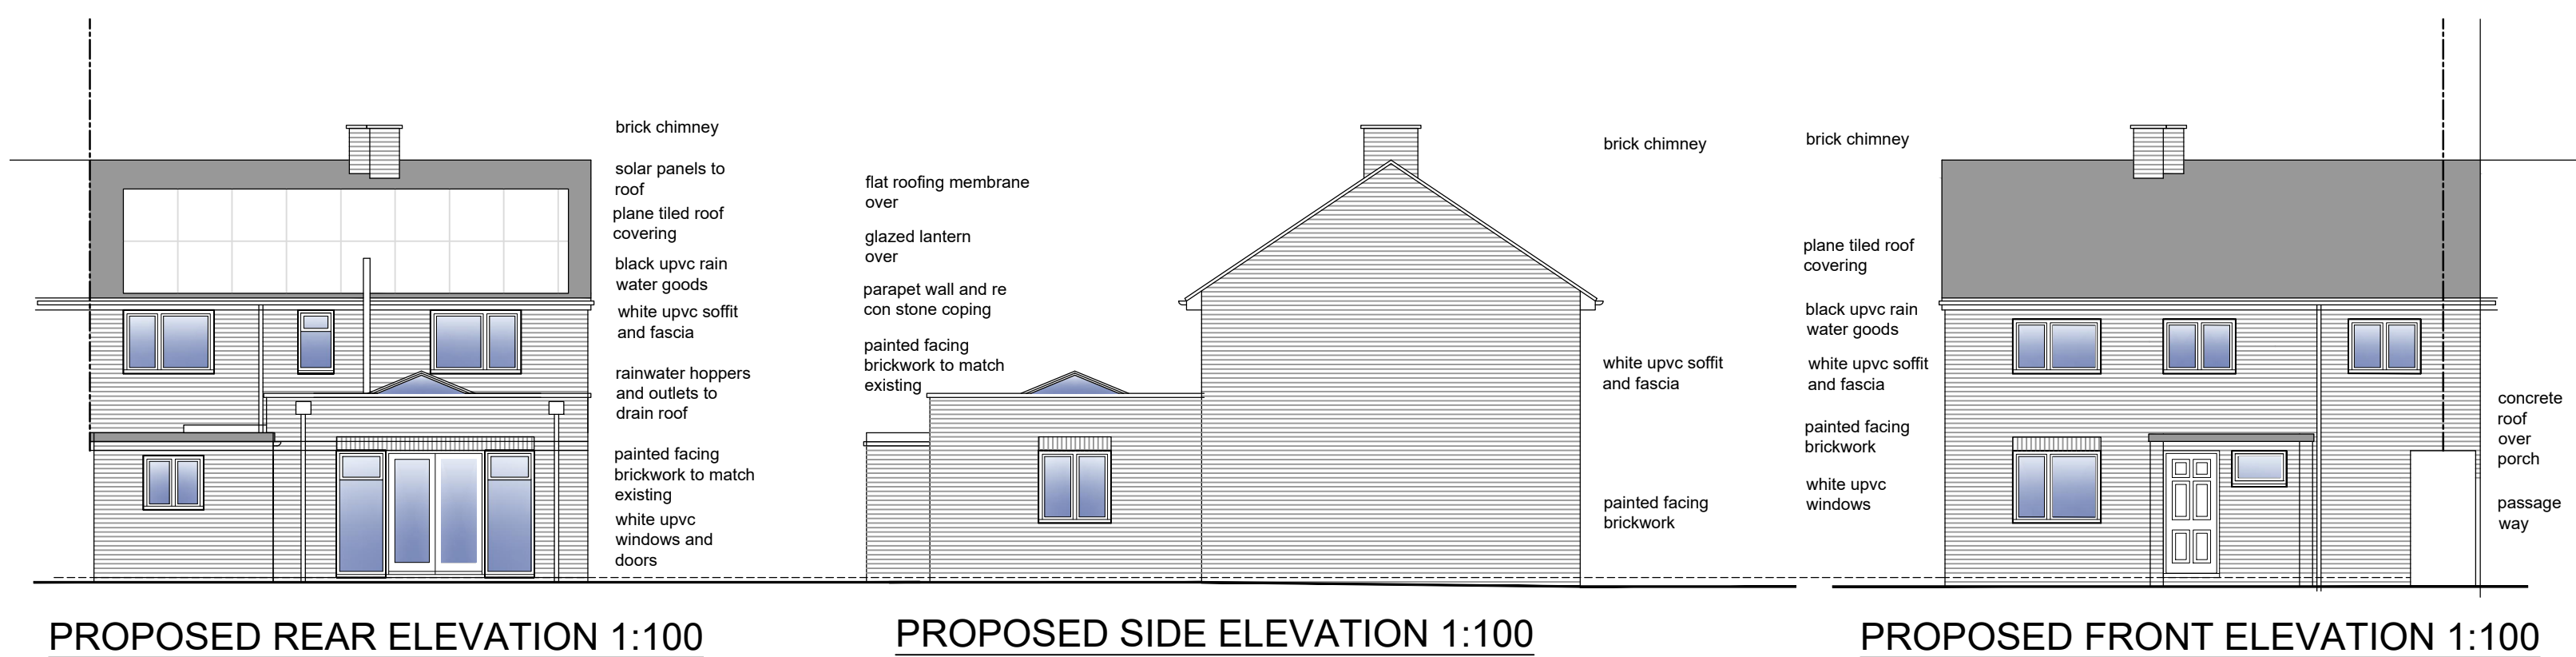 brick chimney
solar panels to
roof
plane tiled roof
covering
black upvc rain
water goods
white upvc soffit
and fascia
rainwater hoppers
and outlets to
drain roof
painted facing
brickwork to match
existing
white upvc
windows and
doors
PROPOSED REAR ELEVATION 1:100
flat roofing membrane
over
glazed lantern
over
parapet wall and re
con stone coping
painted facing
brickwork to match
existing
brick chimney
white upvc soffit
and fascia
painted facing
brickwork
PROPOSED SIDE ELEVATION 1:100
brick chimney
plane tiled roof
covering
black upvc rain
water goods
white upvc soffit
and fascia
painted facing
brickwork
white upvc
windows
concrete
roof
over
porch
passage
way
PROPOSED FRONT ELEVATION 1:100